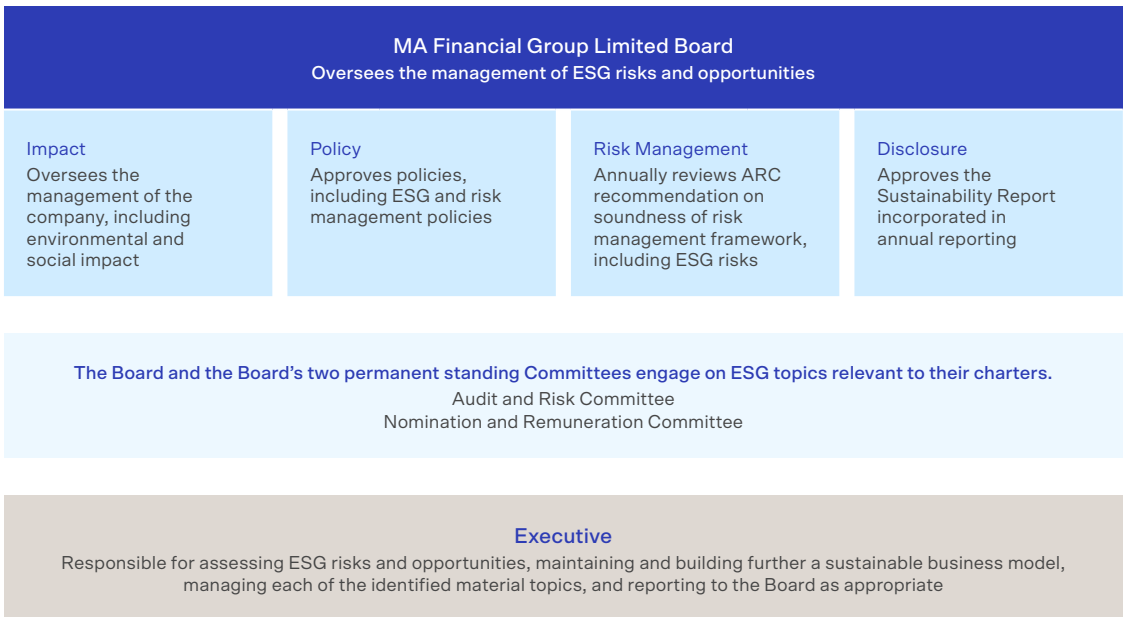 MA Financial Group Limited Board
Oversees the management of ESG risks and opportunities
Impact
Oversees the
management of the
company, including
environmental and
social impact
Policy
Approves policies,
including ESG and risk
management policies
Risk Management
Annually reviews ARC
recommendation on
soundness of risk
management framework,
including ESG risks
Disclosure
Approves the
Sustainability Report
incorporated in
annual reporting
The Board and the Board’s two permanent standing Committees engage on ESG topics relevant to their charters.
Audit and Risk Committee
Nomination and Remuneration Committee
Executive
Responsible for assessing ESG risks and opportunities, maintaining and building further a sustainable business model,
managing each of the identified material topics, and reporting to the Board as appropriate